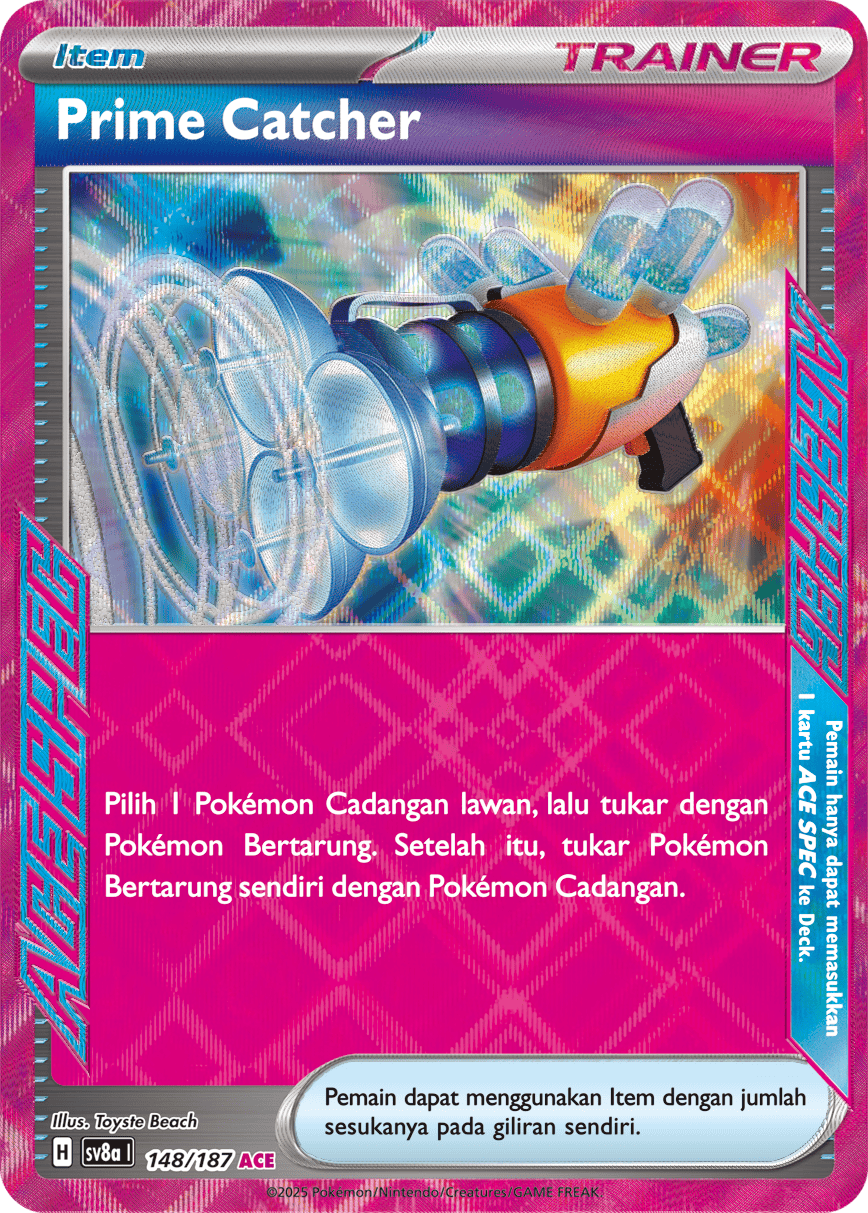 Item
TRAINER
Prime Catcher
ACE SPEC
ACE SPEC
Pemain hanya dapat memasukkan
1 kartu ACE SPEC ke Deck.
Pilih 1 Pokémon Cadangan lawan, lalu tukar dengan
Pokémon Bertarung. Setelah itu, tukar Pokémon
Bertarung sendiri dengan Pokémon Cadangan.
Pemain dapat menggunakan Item dengan jumlah
sesukanya pada giliran sendiri.
Illus. Toyste Beach
H sv8a I 148/187 ACE
©2025 Pokémon/Nintendo/Creatures/GAME FREAK